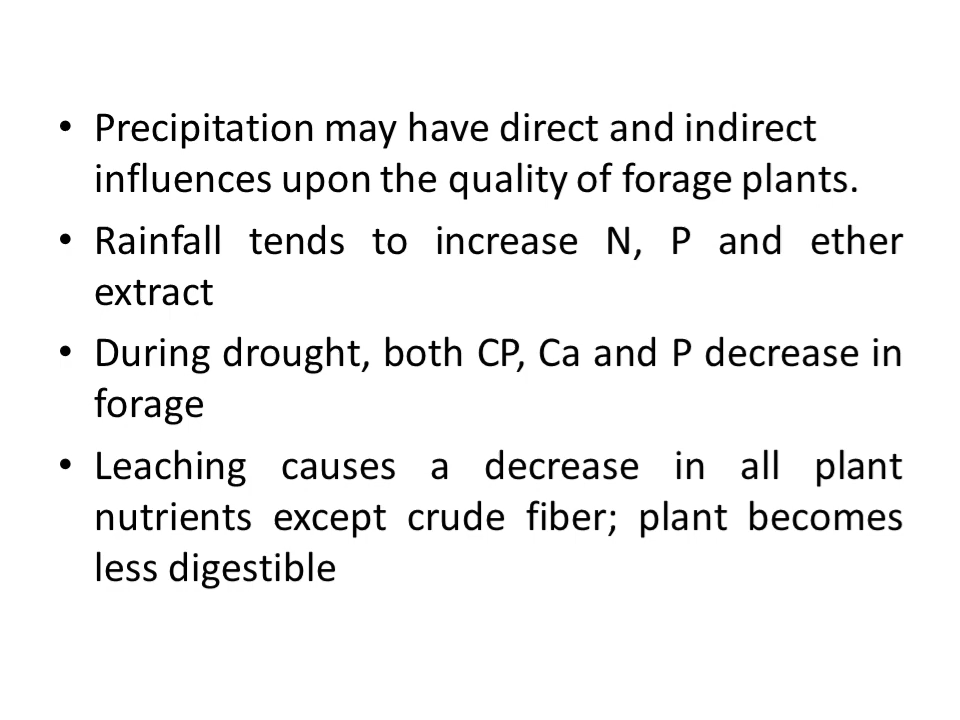 • Precipitation may have direct and indirect
influences upon the quality of forage plants.
• Rainfall tends to increase N, P and ether
extract
• During drought, both CP, Ca and P decrease in
forage
• Leaching causes a decrease in all plant
nutrients except crude fiber; plant becomes
less digestible